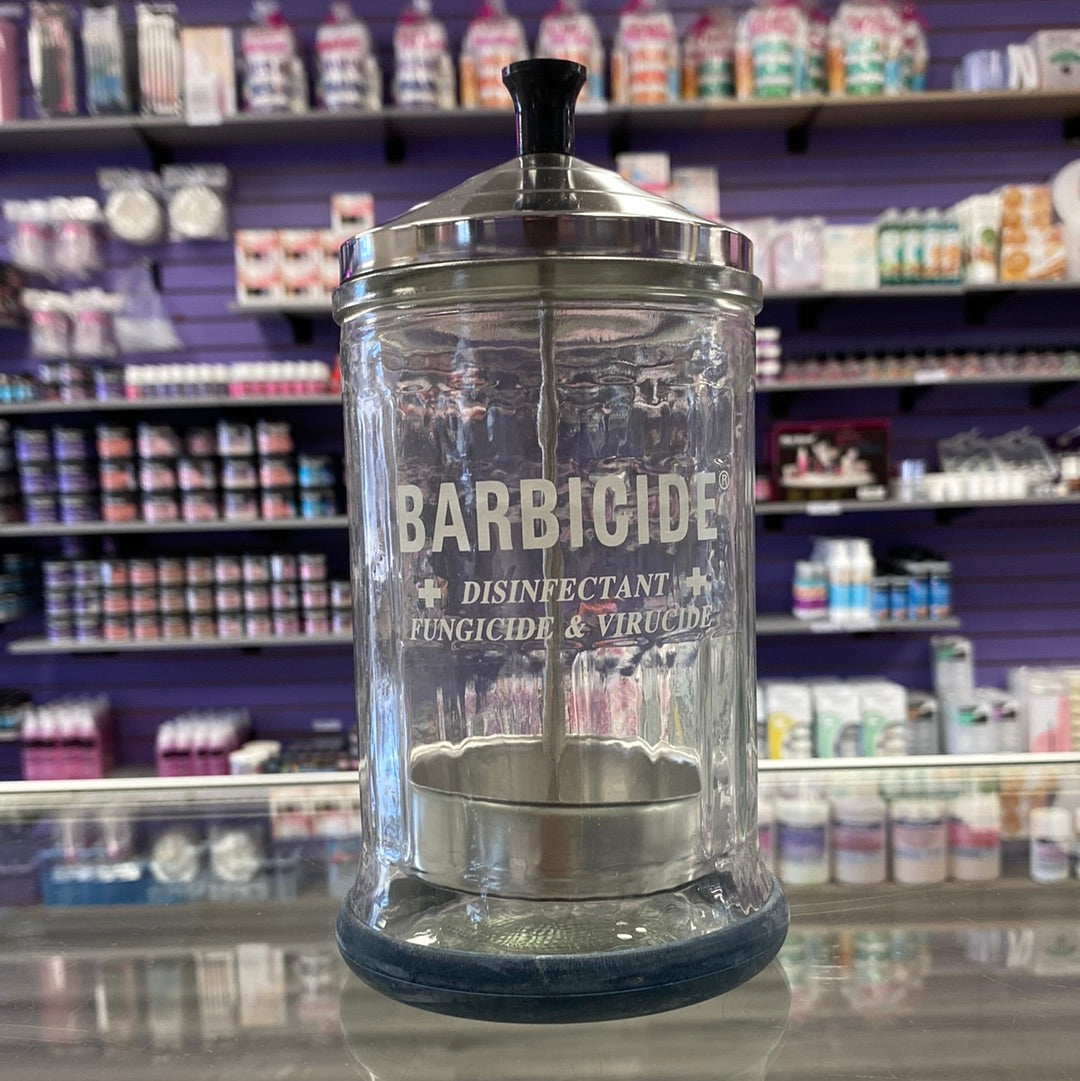 BARBICIDE®
✚ DISINFECTANT ✚
FUNGICIDE & VIRUCIDE